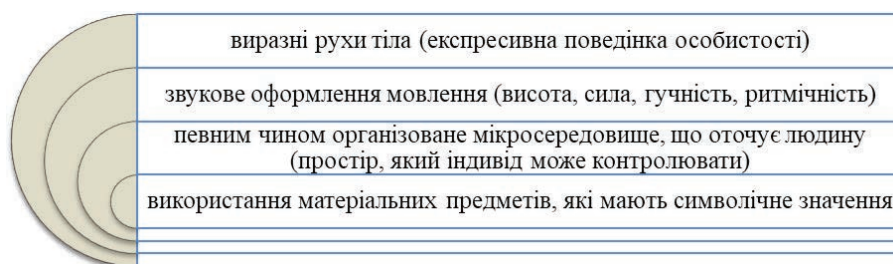 виразні рухи тіла (експресивна поведінка особистості)
звукове оформлення мовлення (висота, сила, гучність, ритмічність)
певним чином організоване мікросередовище, що оточує людину
(простір, який індивід може контролювати)
використання матеріальних предметів, які мають символічне значення